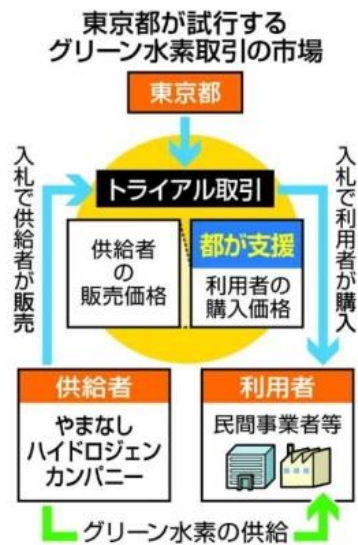 東京都が試行する
グリーン水素取引の市場
東京都
トライアル取引
入札で供給者が販売
入札で利用者が購入
供給者
の
販売価格
都が支援
利用者の
購入価格
供給者
やまなし
ハイドロジェン
カンパニー
利用者
民間事業者等
グリーン水素の供給